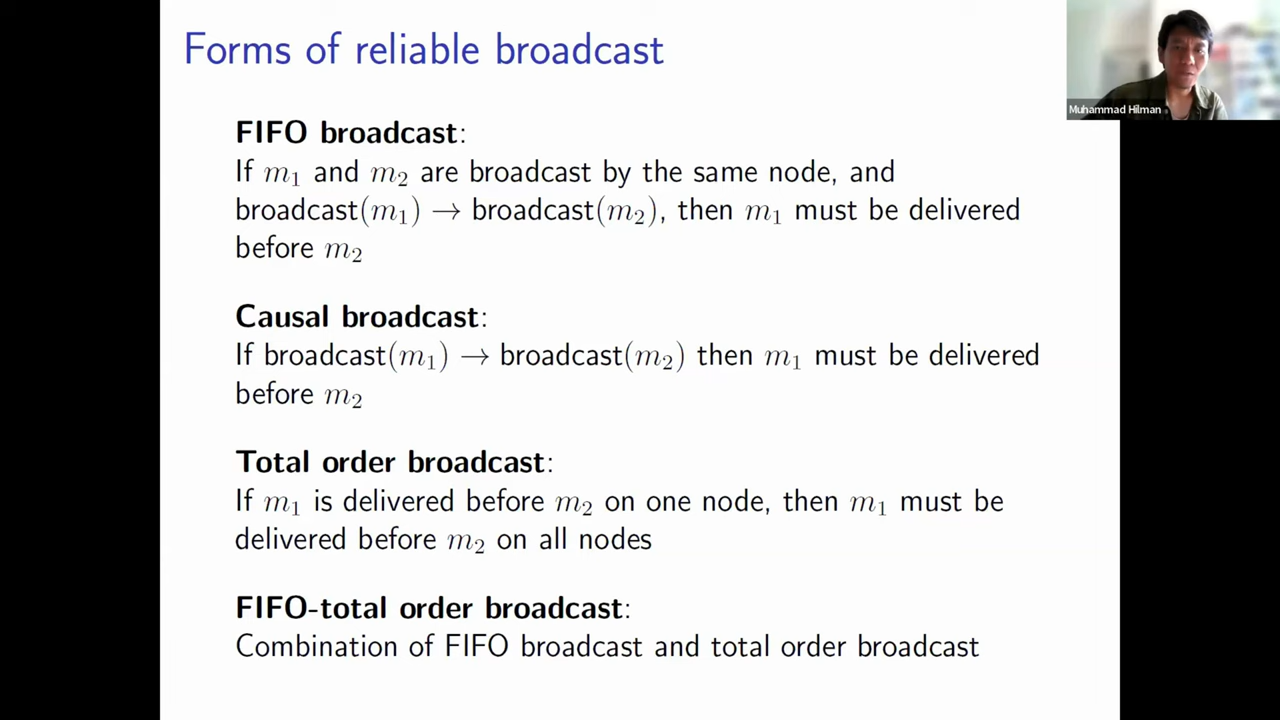 Forms of reliable broadcast
Muhammad Hilman
FIFO broadcast:
If m₁ and m₂ are broadcast by the same node, and
broadcast(m₁) → broadcast(m₂), then m₁ must be delivered
before m₂
Causal broadcast:
If broadcast(m₁) → broadcast(m₂) then m₁ must be delivered
before m₂
Total order broadcast:
If m₁ is delivered before m₂ on one node, then m₁ must be
delivered before m₂ on all nodes
FIFO-total order broadcast:
Combination of FIFO broadcast and total order broadcast